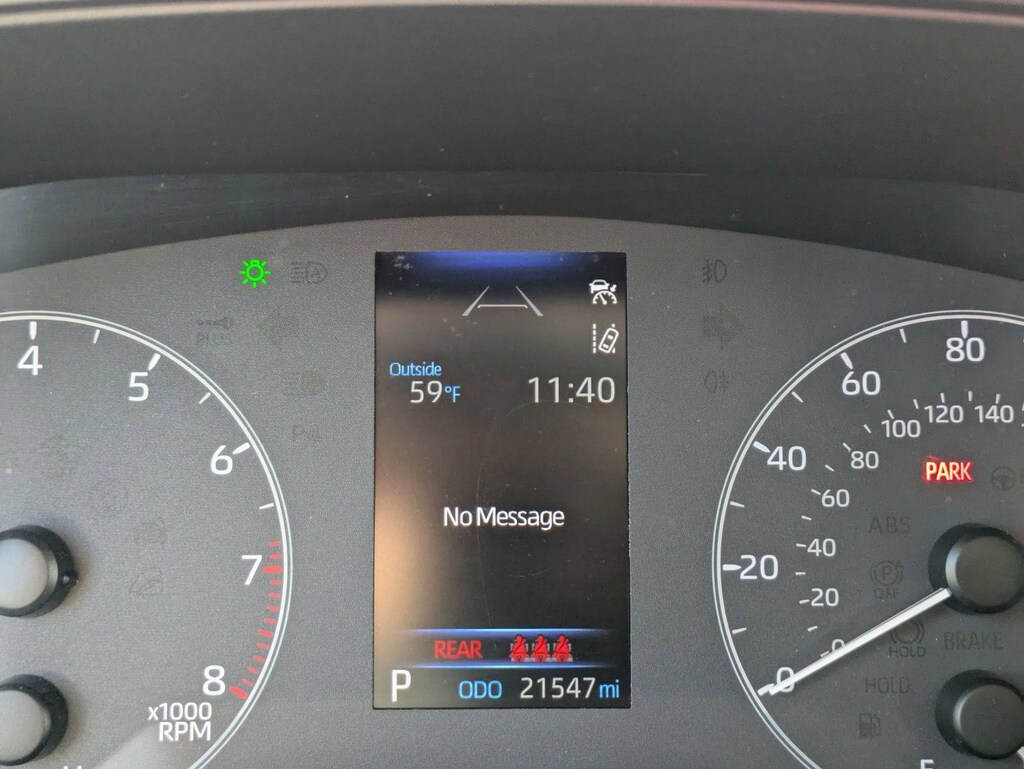 4
5
6
7
8
x1000
RPM
PLUS
Outside
59°F
11:40
No Message
REAR
P
ODO 21547 mi
0
20
40
60
80
0
20
40
60
80
100
120
140
PARK
ABS
OFF
HOLD
BRAKE
HOLD